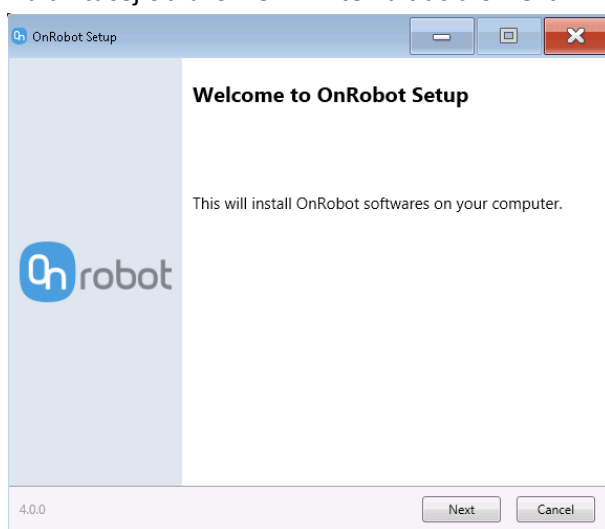 OnRobot Setup
Welcome to OnRobot Setup
This will install OnRobot softwares on your computer.
On robot
4.0.0
Next
Cancel